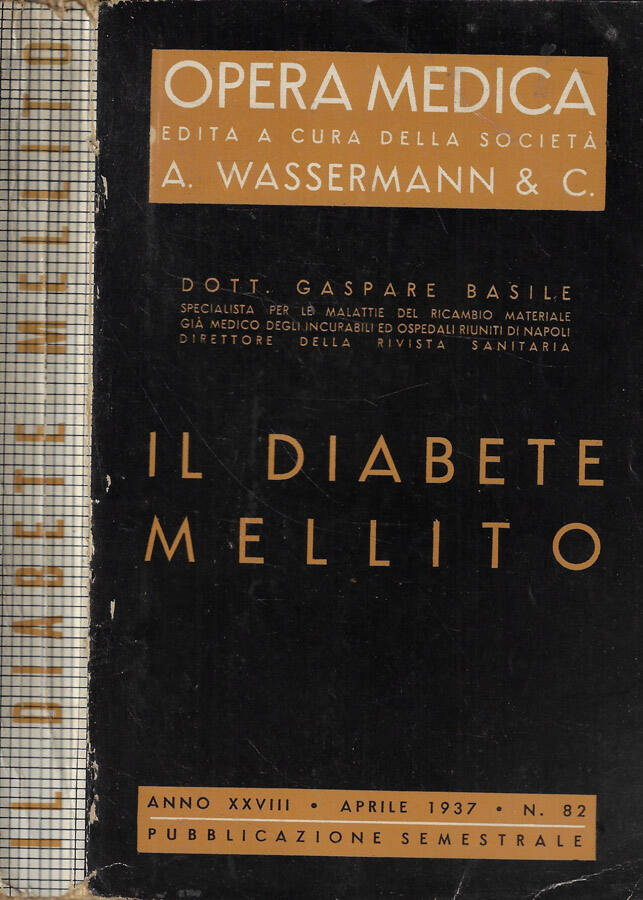 IL DIABETE MELLITO
OPERA MEDICA
EDITA A CURA DELLA SOCIETÀ
A. WASSERMANN & C.
DOTT. GASPARE BASILE
SPECIALISTA PER LE MALATTIE DEL RICAMBIO MATERIALE
GIÀ MEDICO DEGLI INCURABILI ED OSPEDALI RIUNITI DI NAPOLI
DIRETTORE DELLA RIVISTA SANITARIA
IL DIABETE
MELLITO
ANNO XXVIII • APRILE 1937 • N. 82
PUBBLICAZIONE SEMESTRALE